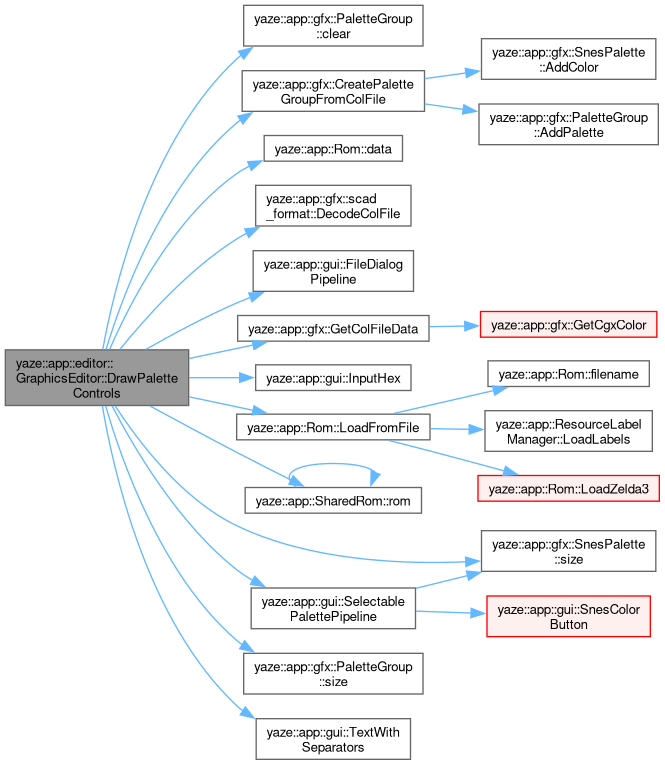 yaze::app::editor::
GraphicsEditor::DrawPalette
Controls
yaze::app::gfx::PaletteGroup
::clear
yaze::app::gfx::CreatePalette
GroupFromColFile
yaze::app::Rom::data
yaze::app::gfx::scad
_format::DecodeColFile
yaze::app::gui::FileDialog
Pipeline
yaze::app::gfx::GetColFileData
yaze::app::gui::InputHex
yaze::app::Rom::LoadFromFile
yaze::app::SharedRom::rom
yaze::app::gui::Selectable
PalettePipeline
yaze::app::gfx::PaletteGroup
::size
yaze::app::gui::TextWith
Separators
yaze::app::gfx::SnesPalette
::AddColor
yaze::app::gfx::PaletteGroup
::AddPalette
yaze::app::gfx::GetCgxColor
yaze::app::Rom::filename
yaze::app::ResourceLabel
Manager::LoadLabels
yaze::app::Rom::LoadZelda3
yaze::app::gfx::SnesPalette
::size
yaze::app::gui::SnesColor
Button